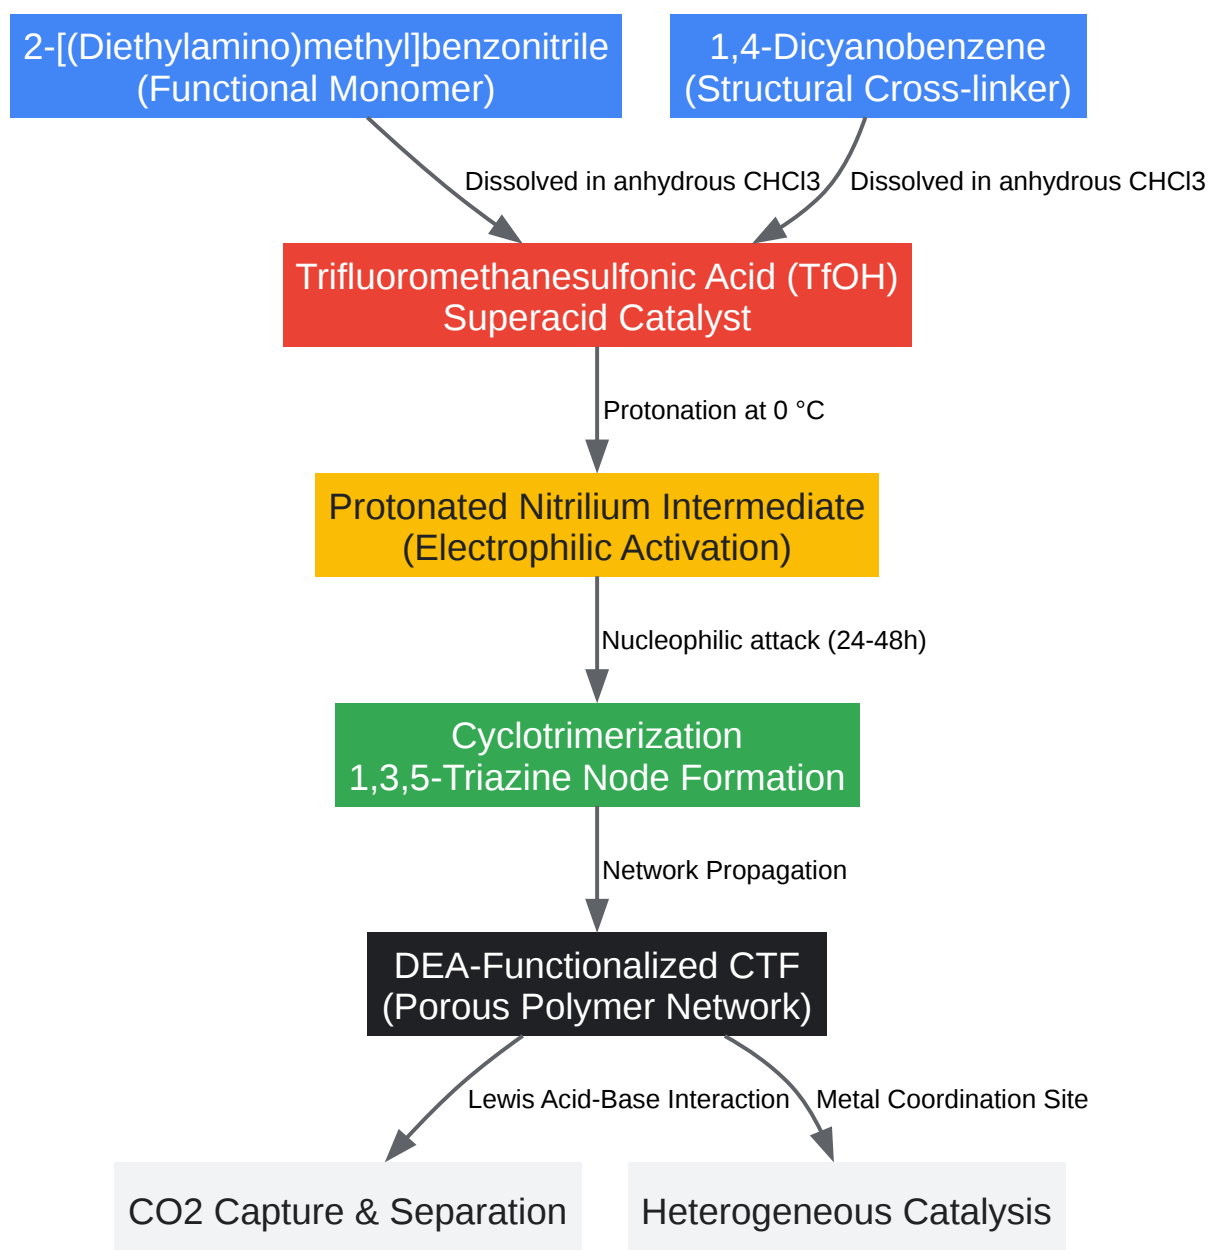 2-[(Diethylamino)methyl]benzonitrile
(Functional Monomer)
1,4-Dicyanobenzene
(Structural Cross-linker)
Dissolved in anhydrous CHCl3
Dissolved in anhydrous CHCl3
Trifluoromethanesulfonic Acid (TfOH)
Superacid Catalyst
Protonation at 0 °C
Protonated Nitrilium Intermediate
(Electrophilic Activation)
Nucleophilic attack (24-48h)
Cyclotrimerization
1,3,5-Triazine Node Formation
Network Propagation
DEA-Functionalized CTF
(Porous Polymer Network)
Lewis Acid-Base Interaction
Metal Coordination Site
CO2 Capture & Separation
Heterogeneous Catalysis